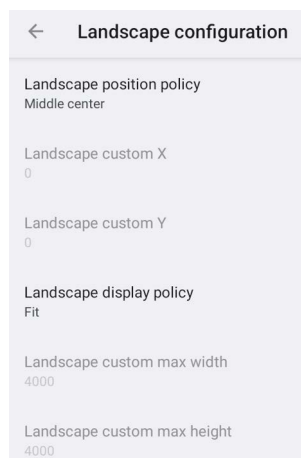 Landscape configuration
Landscape position policy
Middle center
Landscape custom X
0
Landscape custom Y
0
Landscape display policy
Fit
Landscape custom max width
4000
Landscape custom max height
4000